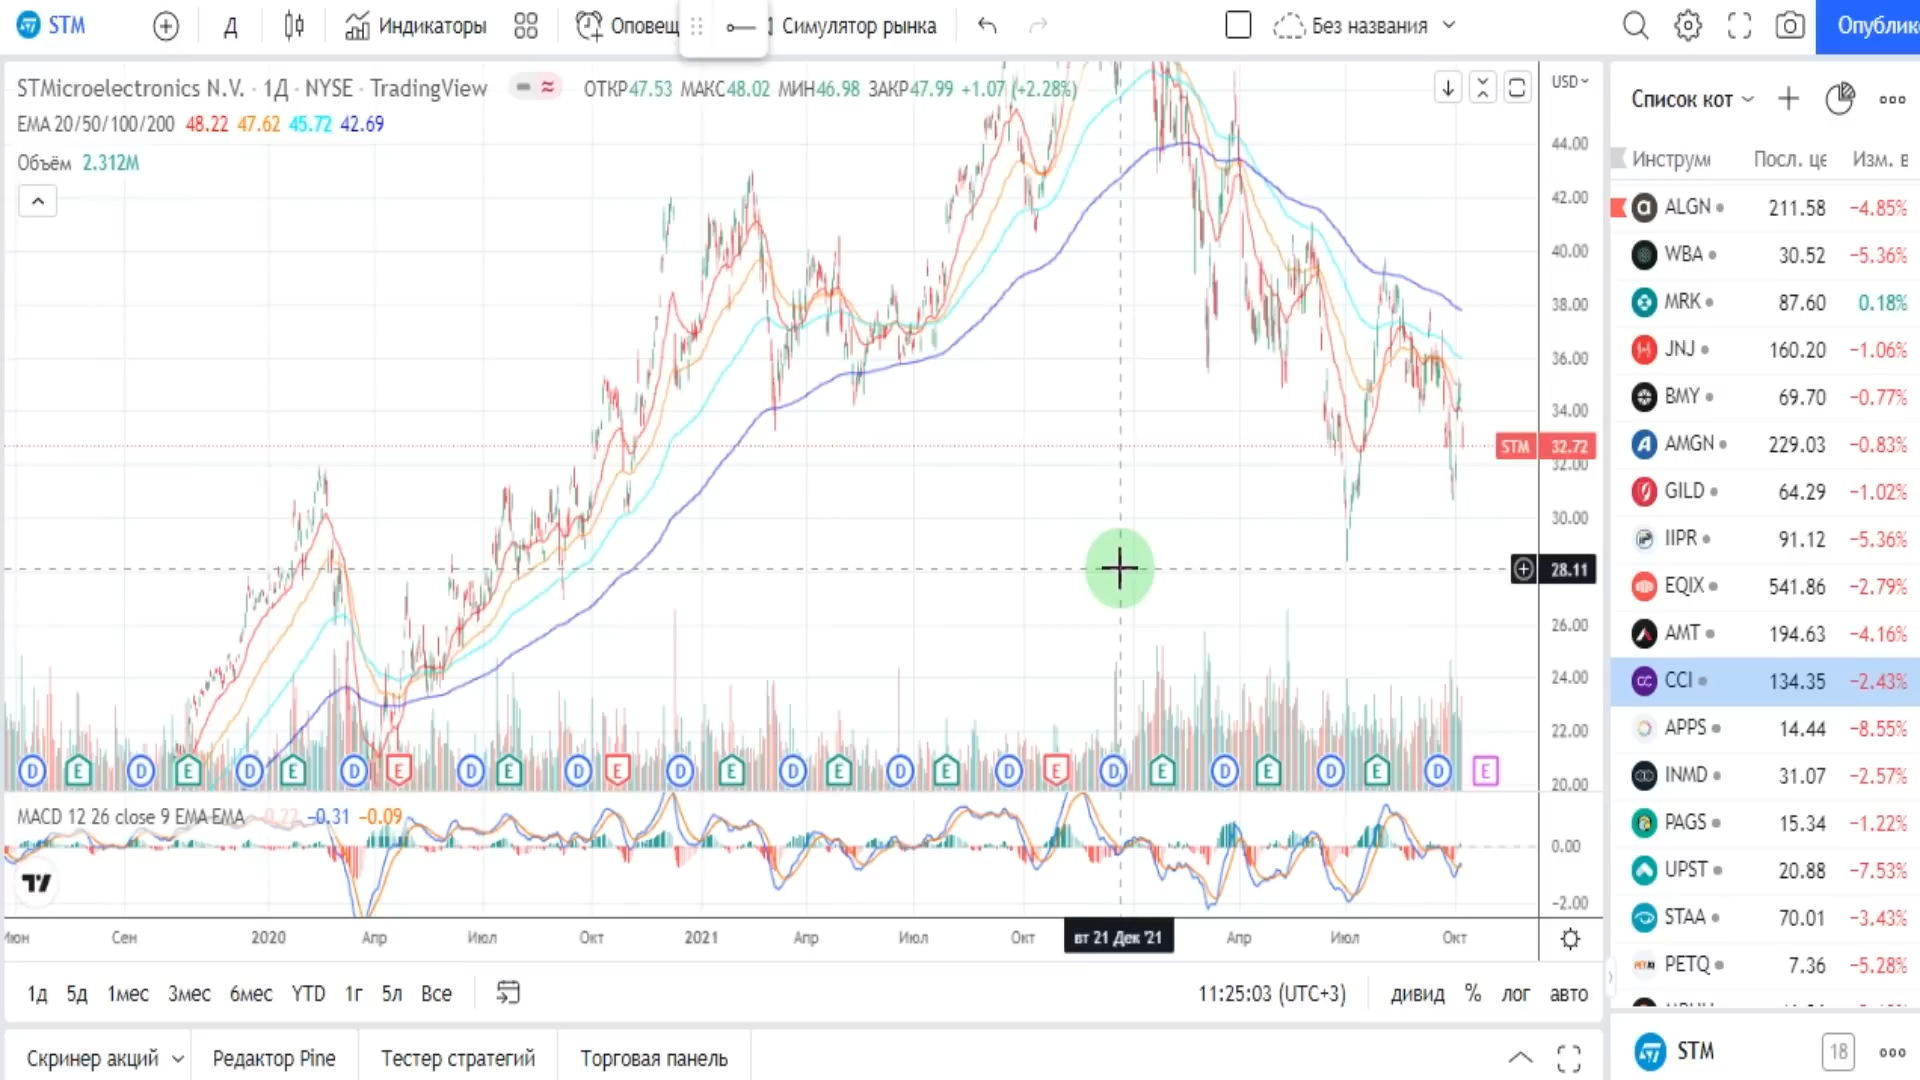 STM Д Индикаторы Оповещ Симулятор рынка Без названия Опублик
STMicroelectronics N.V. · 1Д · NYSE · TradingView ОТКР47.53 МАКС48.02 МИН46.98 ЗАКР47.99 +1.07 (+2.28%)
EMA 20/50/100/200 48.22 47.62 45.72 42.69
Объём 2.312M
USD
44.00
42.00
40.00
38.00
36.00
34.00
STM 32.72
32.00
30.00
28.11
26.00
24.00
22.00
20.00
D E D E D E D E D E D E D E D E D E D E D E D E D E D E
MACD 12 26 close 9 EMA EMA −0.31 −0.09
0.00
−2.00
Сен 2020 Апр Июл Окт 2021 Апр Июл Окт вт 21 Дек '21 Апр Июл Окт
1д 5д 1мес 3мес 6мес YTD 1г 5л Все 11:25:03 (UTC+3) дивид % лог авто
Скринер акций Редактор Pine Тестер стратегий Торговая панель
Список кот
Инструм Посл. це Изм. в
ALGN 211.58 −4.85%
WBA 30.52 −5.36%
MRK 87.60 0.18%
JNJ 160.20 −1.06%
BMY 69.70 −0.77%
AMGN 229.03 −0.83%
GILD 64.29 −1.02%
IIPR 91.12 −5.36%
EQIX 541.86 −2.79%
AMT 194.63 −4.16%
CCI 134.35 −2.43%
APPS 14.44 −8.55%
INMD 31.07 −2.57%
PAGS 15.34 −1.22%
UPST 20.88 −7.53%
STAA 70.01 −3.43%
PETQ 7.36 −5.28%
STM 18